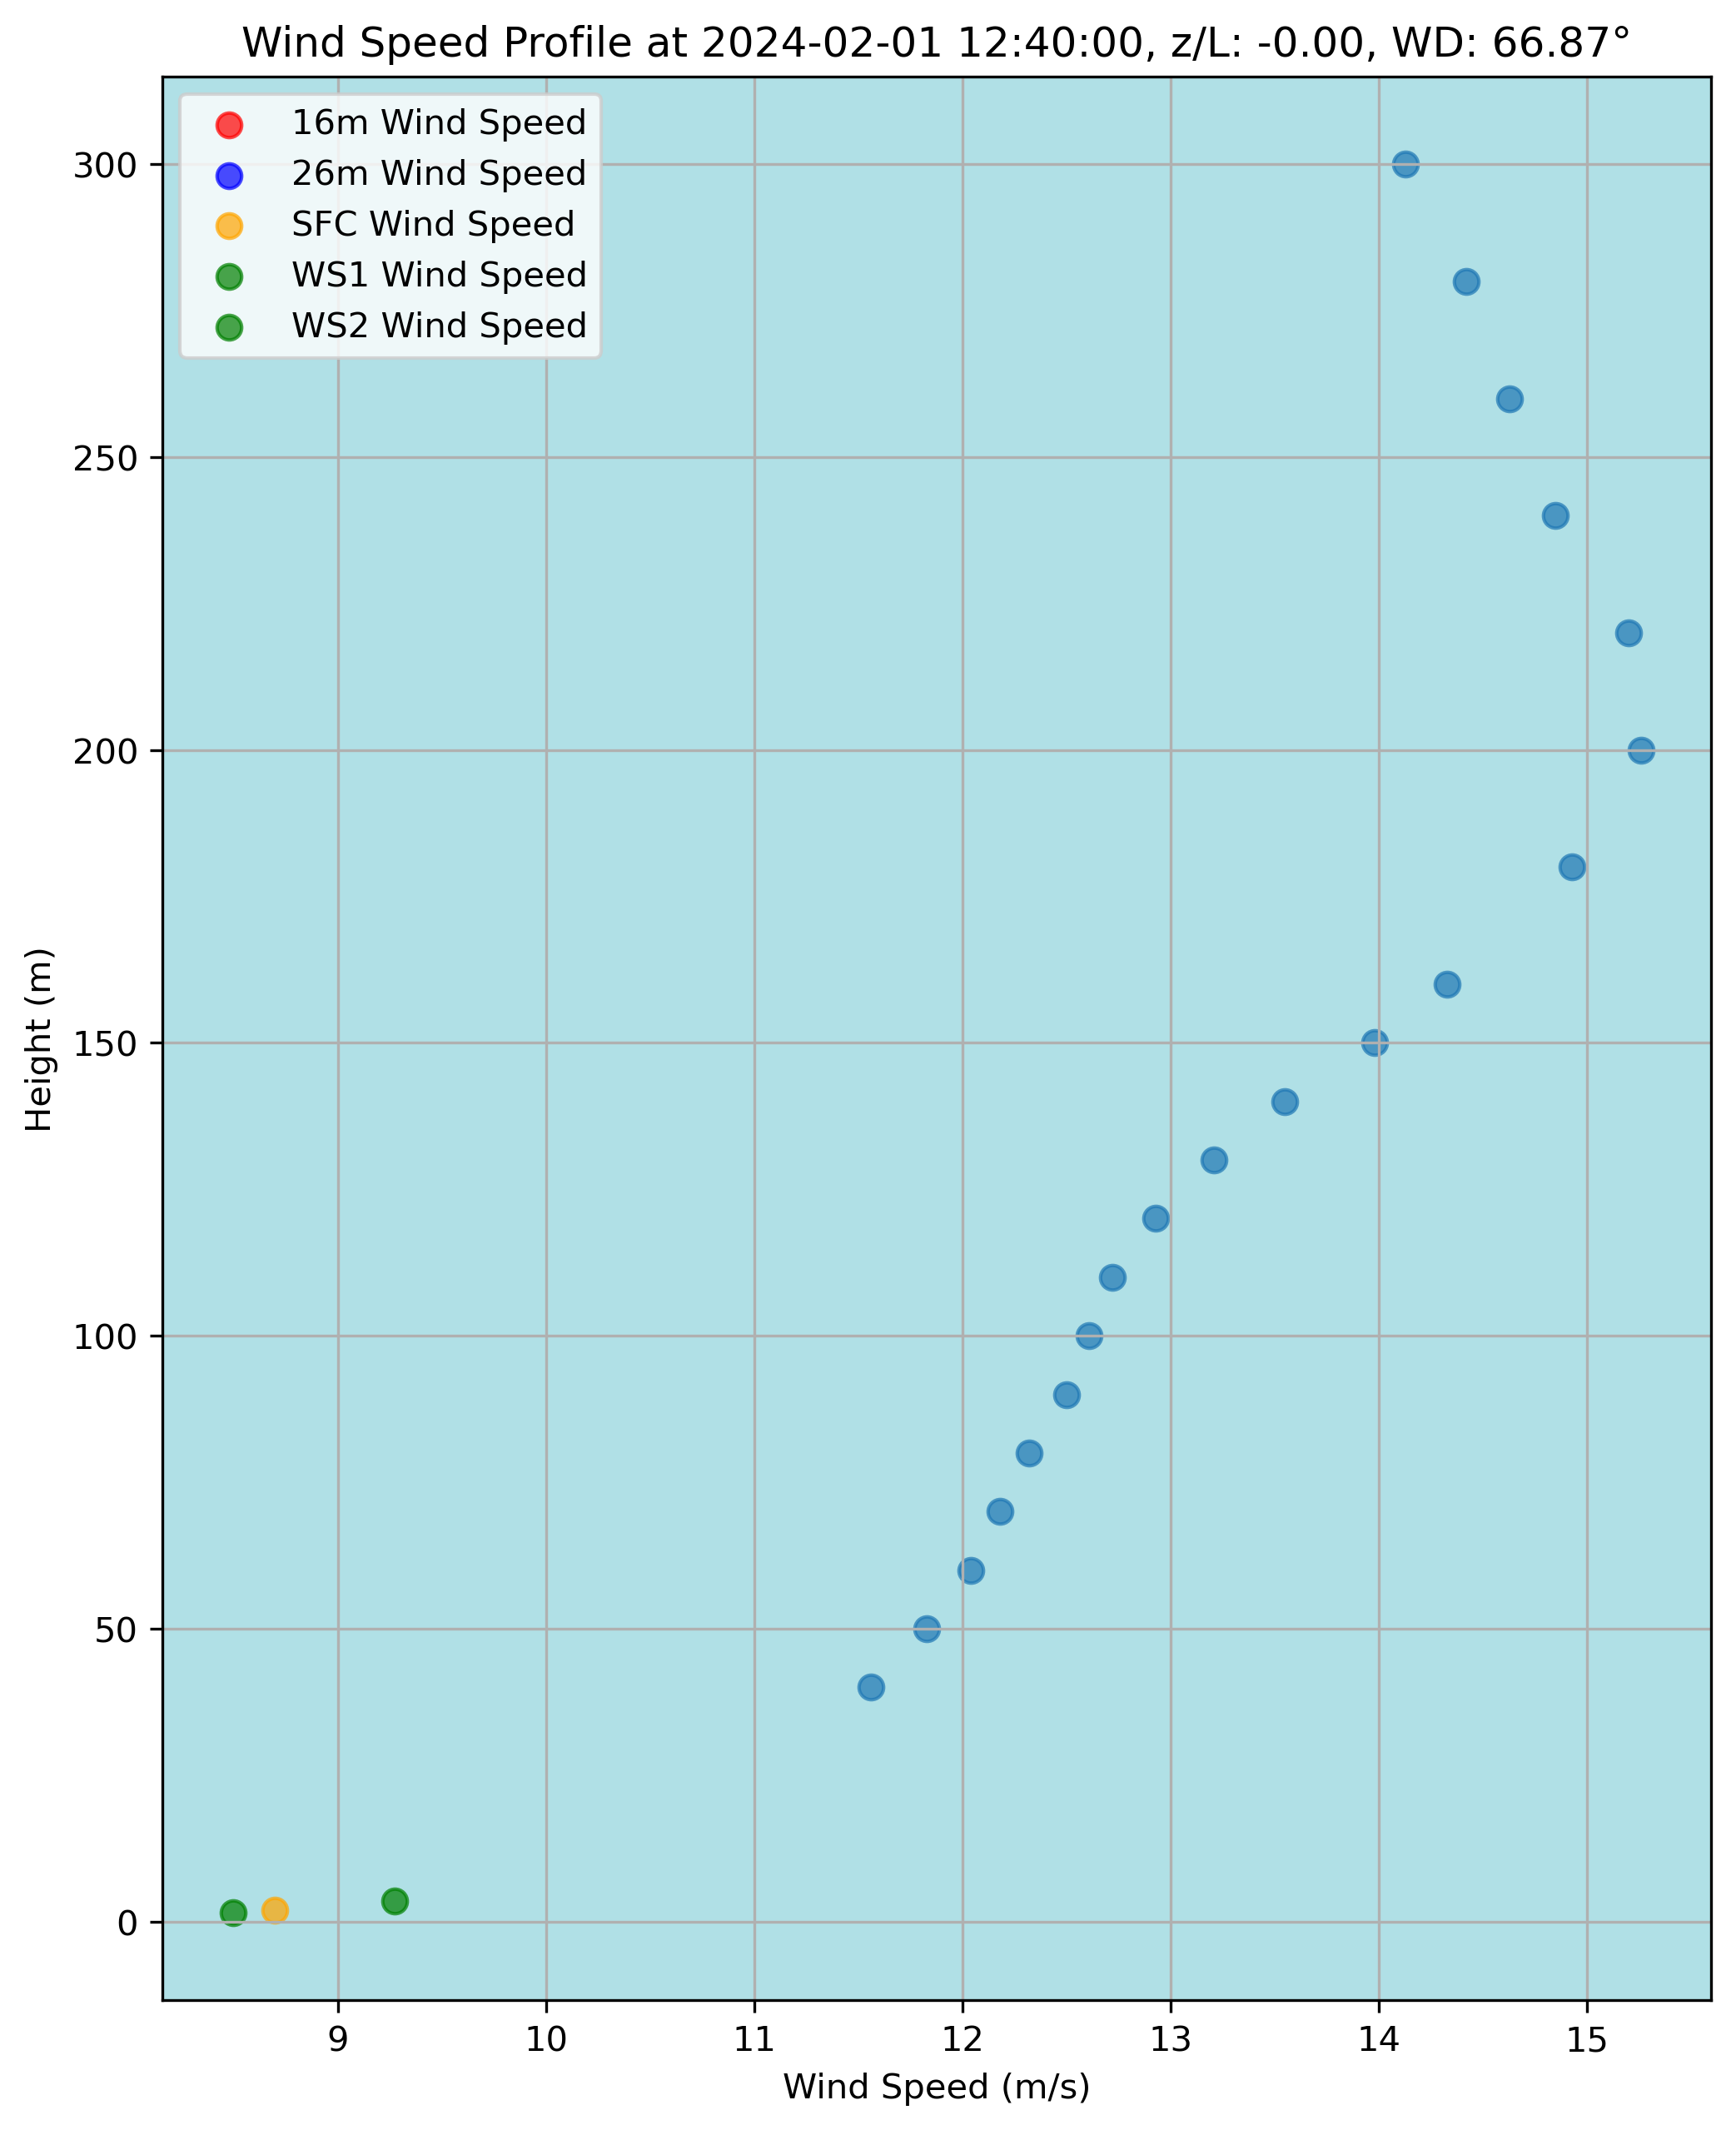 Wind Speed Profile at 2024-02-01 12:40:00, z/L: -0.00, WD: 66.87°
16m Wind Speed
26m Wind Speed
SFC Wind Speed
WS1 Wind Speed
WS2 Wind Speed
300
250
200
150
100
50
0
Height (m)
9 10 11 12 13 14 15
Wind Speed (m/s)